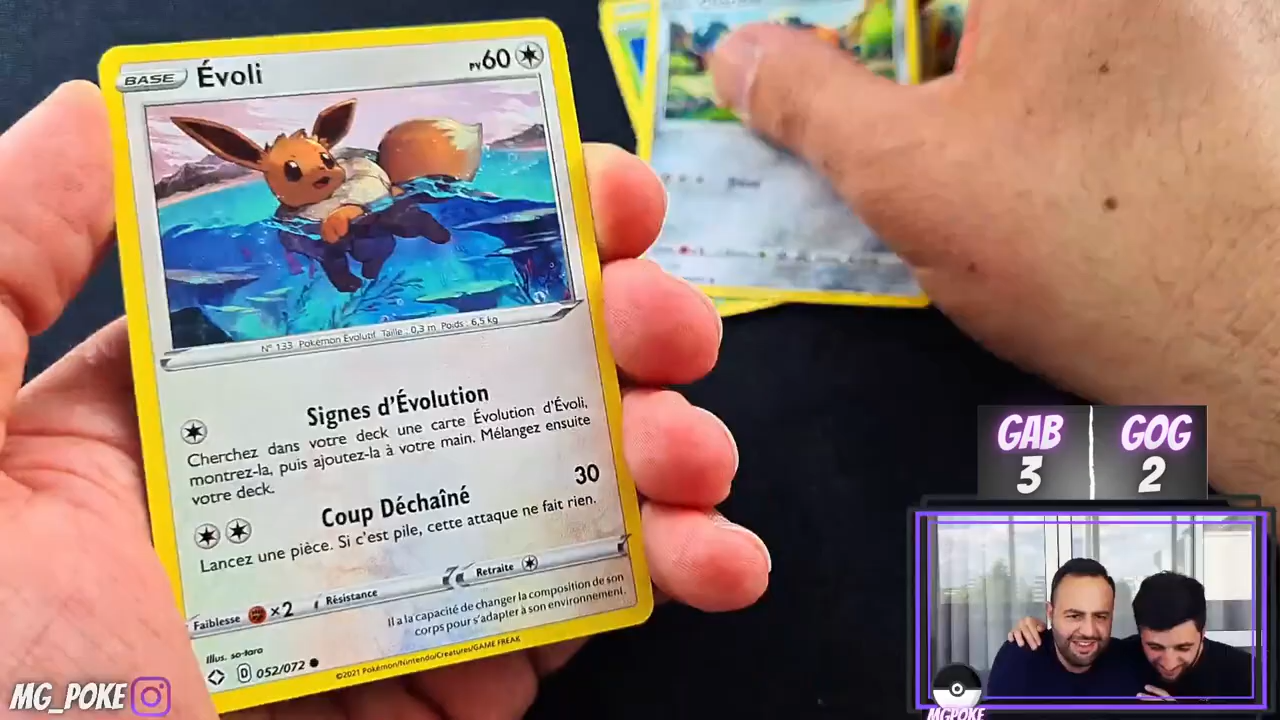 BASE Évoli PV60
N° 133 Pokémon Évolutif Taille : 0,3 m Poids : 6,5 kg
Signes d'Évolution
Cherchez dans votre deck une carte Évolution d'Évoli,
montrez-la, puis ajoutez-la à votre main. Mélangez ensuite
votre deck.
Coup Déchaîné 30
Lancez une pièce. Si c'est pile, cette attaque ne fait rien.
Faiblesse ×2 Résistance Retraite
Il a la capacité de changer la composition de son
corps pour s'adapter à son environnement.
Illus. so-taro
D 052/072
©2021 Pokémon/Nintendo/Creatures/GAME FREAK
GAB GOG
3 2
MG_POKE
MGPOKE